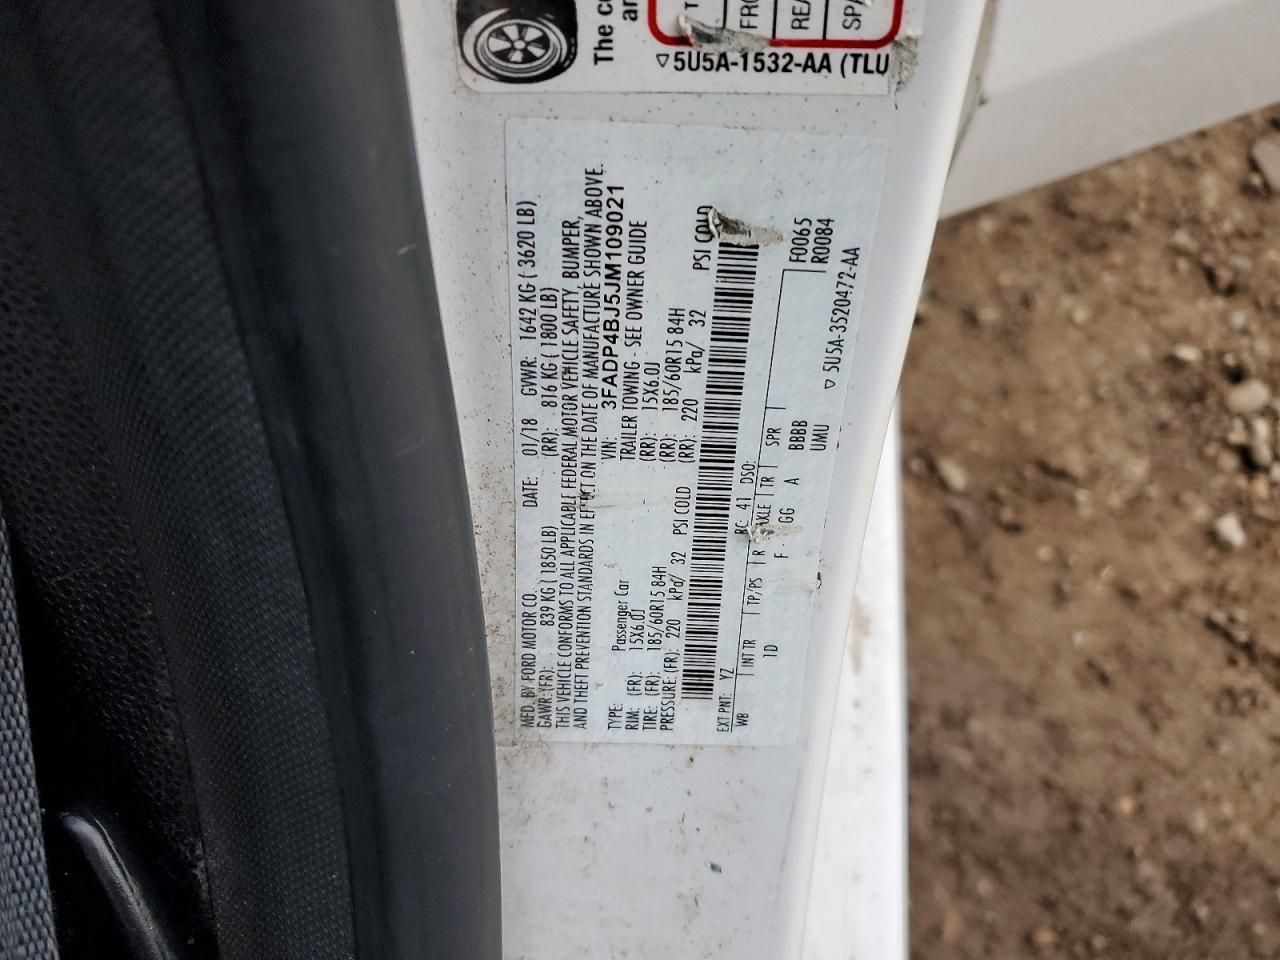 The
5U5A-1532-AA (TLU
MFD. BY FORD MOTOR CO. DATE: 01/18 GVWR: 1642 KG ( 3620 LB)
GAWR:(FR): 839 KG ( 1850 LB) (RR): 816 KG ( 1800 LB)
THIS VEHICLE CONFORMS TO ALL APPLICABLE FEDERAL MOTOR VEHICLE SAFETY, BUMPER,
AND THEFT PREVENTION STANDARDS IN EFFECT ON THE DATE OF MANUFACTURE SHOWN ABOVE.
VIN: 3FADP4BJ5JM109021
TYPE: Passenger Car TRAILER TOWING - SEE OWNER GUIDE
RIM: (FR): 15X6.0J (RR): 15X6.0J
TIRE: (FR): 185/60R15 84H (RR): 185/60R15 84H
PRESSURE: (FR): 220 kPa/ 32 PSI COLD (RR): 220 kPa/ 32 PSI COLD
EXT PNT: YZ RC: 41 DSO:
WB INT TR TP/PS R AXLE TR SPR F0065
1D F GG A BBBB R0084
UMU
5U5A-3520472-AA